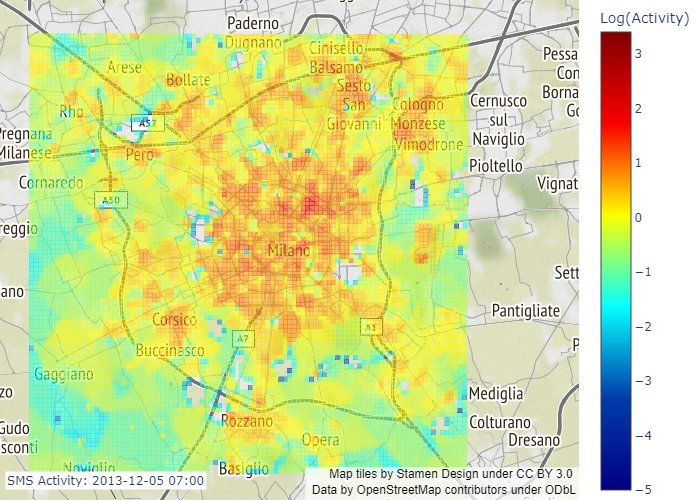 Log(Activity)
3
2
1
0
−1
−2
−3
−4
−5
Paderno
Dugnano
Cinisello
Balsamo
Arese
Bollate
Sesto
San
Giovanni
Rho
A52
Cologno
Monzese
Vimodrone
Cernusco
sul
Naviglio
Pioltello
Pessa
Con
Borna
Go
Vignat
Pregnana
Milanese
Pero
Cornaredo
A50
reggio
Milano
Sett
ano
Pantigliate
Corsico
A7
A1
Buccinasco
P
Gaggiano
zo
Mediglia
Rozzano
Colturano
Gudo
sconti
Opera
Dresano
Noviglio
Basiglio
SMS Activity: 2013-12-05 07:00
Map tiles by Stamen Design under CC BY 3.0
Data by OpenStreetMap contributors under ODbL